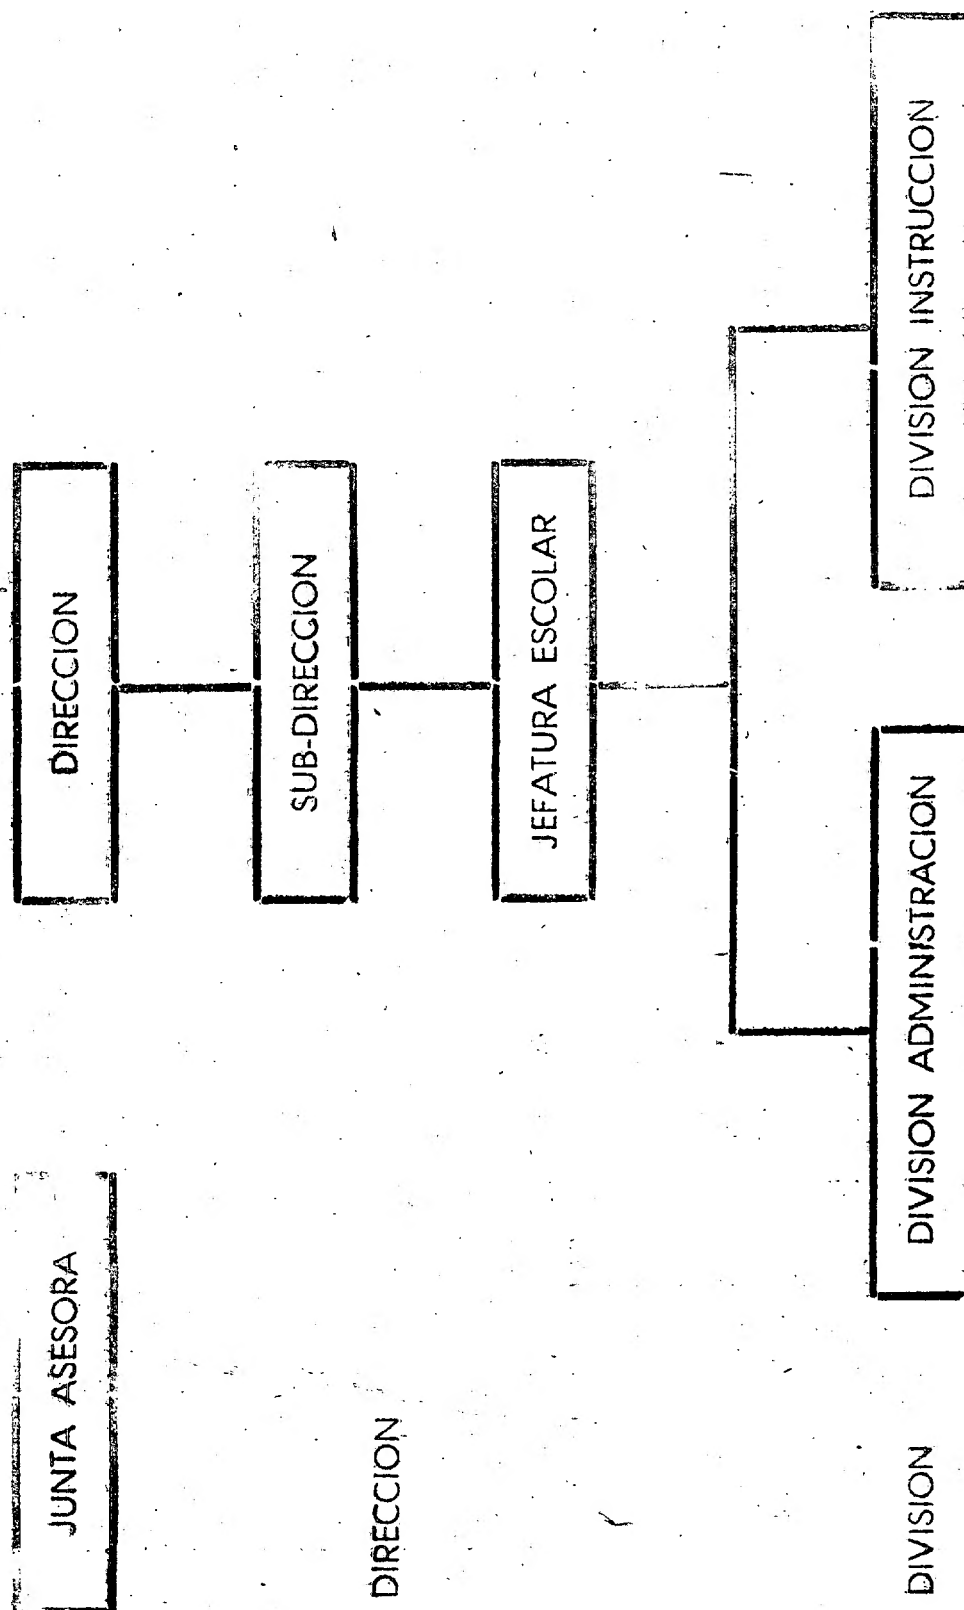 JUNTA ASESORA
DIRECCION
SUB-DIRECCION
DIRECCION
JEFATURA ESCOLAR
DIVISION
DIVISION ADMINISTRACION
DIVISION INSTRUCCION